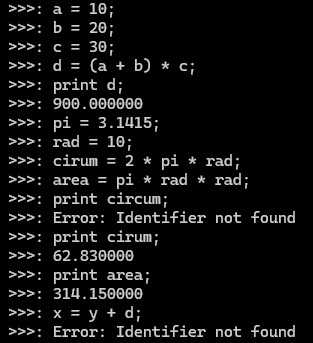 >>>: a = 10;
>>>: b = 20;
>>>: c = 30;
>>>: d = (a + b) * c;
>>>: print d;
>>>: 900.000000
>>>: pi = 3.1415;
>>>: rad = 10;
>>>: cirum = 2 * pi * rad;
>>>: area = pi * rad * rad;
>>>: print circum;
>>>: Error: Identifier not found
>>>: print cirum;
>>>: 62.830000
>>>: print area;
>>>: 314.150000
>>>: x = y + d;
>>>: Error: Identifier not found